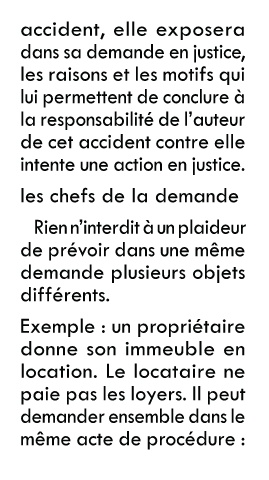 accident, elle exposera
dans sa demande en justice,
les raisons et les motifs qui
lui permettent de conclure à
la responsabilité de l'auteur
de cet accident contre elle
intente une action en justice.
les chefs de la demande
Rien n'interdit à un plaideur
de prévoir dans une même
demande plusieurs objets
différents.
Exemple : un propriétaire
donne son immeuble en
location. Le locataire ne
paie pas les loyers. Il peut
demander ensemble dans le
même acte de procédure :